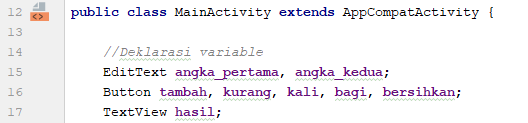 12 public class MainActivity extends AppCompatActivity {
13
14 //Deklarasi variable
15 EditText angka_pertama, angka_kedua;
16 Button tambah, kurang, kali, bagi, bersihkan;
17 TextView hasil;